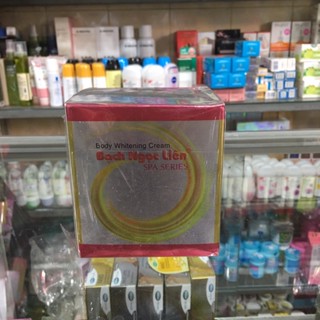 Body Whitening Cream
Bạch Ngọc Liên
SPA SERIES